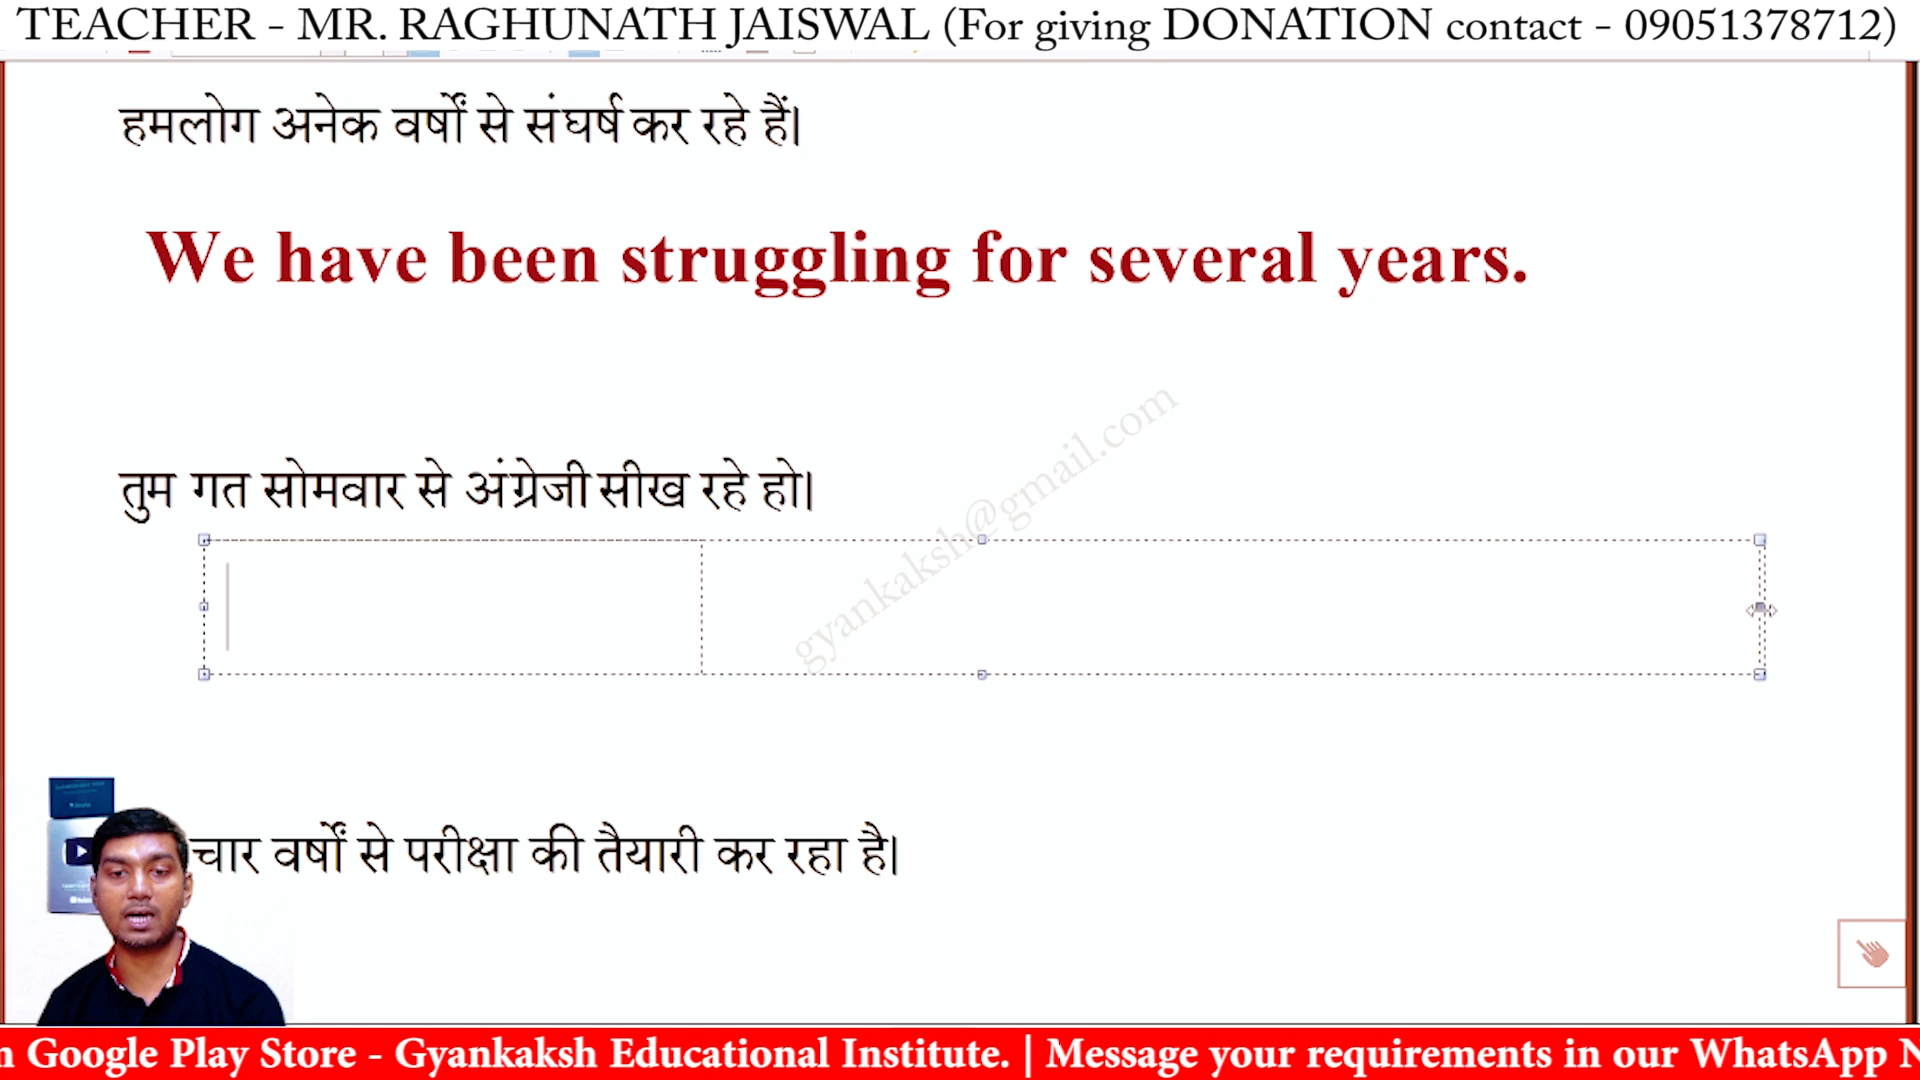 TEACHER - MR. RAGHUNATH JAISWAL (For giving DONATION contact - 09051378712)
हमलोग अनेक वर्षों से संघर्ष कर रहे हैं।
We have been struggling for several years.
तुम गत सोमवार से अंग्रेजी सीख रहे हो।
gyankaksh@gmail.com
चार वर्षों से परीक्षा की तैयारी कर रहा है।
Google Play Store - Gyankaksh Educational Institute. | Message your requirements in our WhatsApp